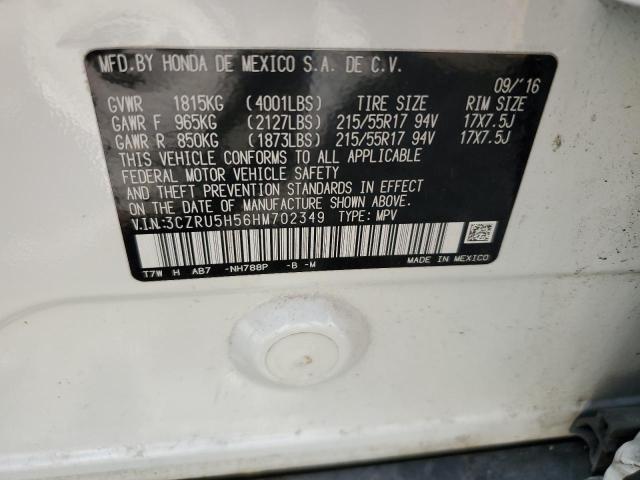 MFD.BY HONDA DE MEXICO S.A. DE C.V.
09/'16
GVWR 1815KG (4001LBS) TIRE SIZE RIM SIZE
GAWR F 965KG (2127LBS) 215/55R17 94V 17X7.5J
GAWR R 850KG (1873LBS) 215/55R17 94V 17X7.5J
THIS VEHICLE CONFORMS TO ALL APPLICABLE
FEDERAL MOTOR VEHICLE SAFETY
AND THEFT PREVENTION STANDARDS IN EFFECT
ON THE DATE OF MANUFACTURE SHOWN ABOVE.
V.I.N.:3CZRU5H56HM702349 TYPE: MPV
T7W H AB7 -NH788P -B -M
MADE IN MEXICO